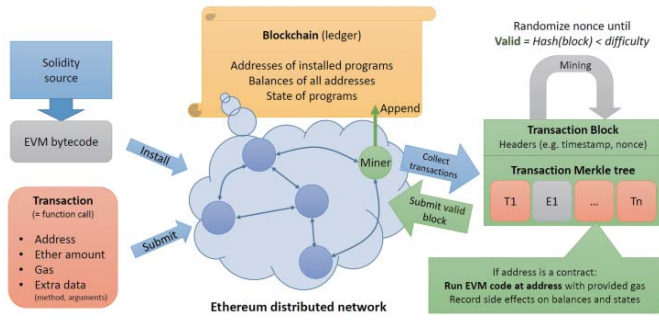 Solidity
source
EVM bytecode
Transaction
(= function call)
• Address
• Ether amount
• Gas
• Extra data
(method, arguments)
Install
Submit
Blockchain (ledger)
Addresses of installed programs
Balances of all addresses
State of programs
Append
Miner
Ethereum distributed network
Collect
transactions
Submit valid
block
Randomize nonce until
Valid = Hash(block) < difficulty
Mining
Transaction Block
Headers (e.g. timestamp, nonce)
Transaction Merkle tree
T1
E1
...
Tn
If address is a contract:
Run EVM code at address with provided gas
Record side effects on balances and states